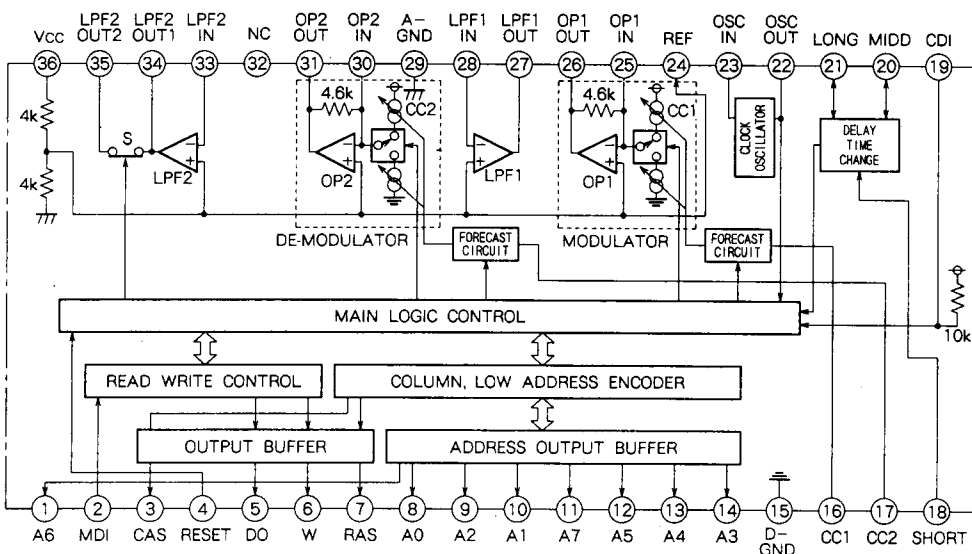 Vcc
LPF2 OUT2
LPF2 OUT1
LPF2 IN
NC
OP2 OUT
OP2 IN
A-GND
LPF1 IN
LPF1 OUT
OP1 OUT
OP1 IN
REF
OSC IN
OSC OUT
LONG
MIDD
CDI
36
35
34
33
32
31
30
29
28
27
26
25
24
23
22
21
20
19
4k
4k
S
LPF2
4.6k
CC2
OP2
DE-MODULATOR
LPF1
4.6k
CC1
OP1
MODULATOR
CLOCK
OSCILLATOR
DELAY
TIME
CHANGE
FORECAST
CIRCUIT
FORECAST
CIRCUIT
10k
MAIN LOGIC CONTROL
READ WRITE CONTROL
COLUMN, LOW ADDRESS ENCODER
OUTPUT BUFFER
ADDRESS OUTPUT BUFFER
1
2
3
4
5
6
7
8
9
10
11
12
13
14
15
16
17
18
A6
MDI
CAS
RESET
DO
W
RAS
A0
A2
A1
A7
A5
A4
A3
D-GND
CC1
CC2
SHORT